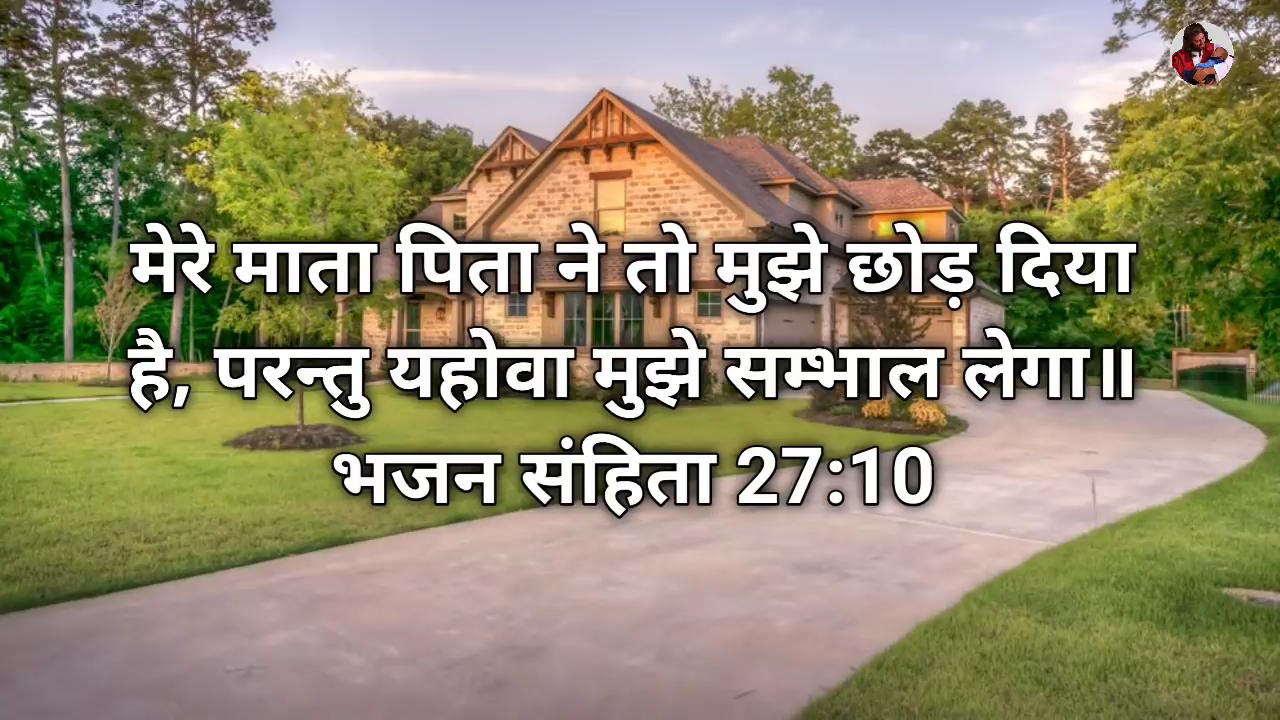 मेरे माता पिता ने तो मुझे छोड़ दिया
है, परन्तु यहोवा मुझे सम्भाल लेगा॥
भजन संहिता 27:10